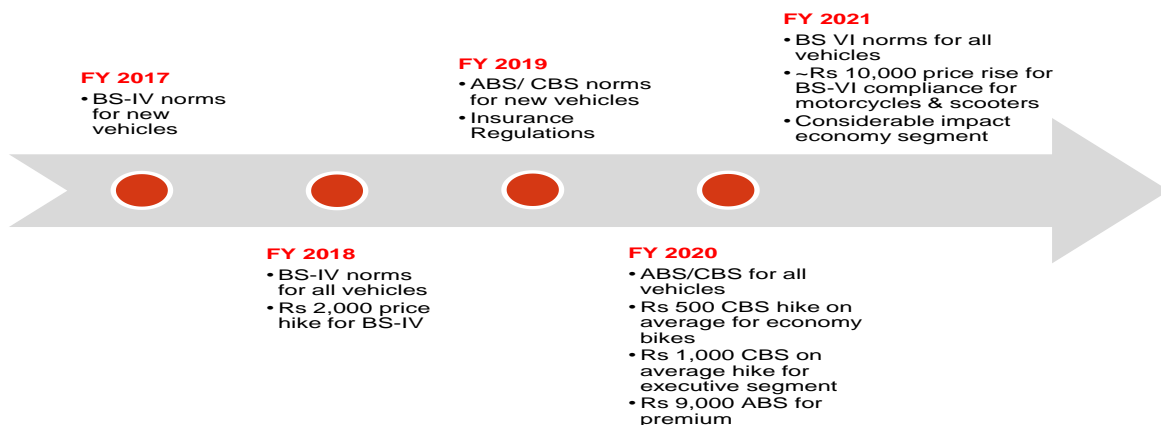 FY 2017
• BS-IV norms
for new
vehicles
FY 2018
• BS-IV norms
for all vehicles
• Rs 2,000 price
hike for BS-IV
FY 2019
• ABS/ CBS norms
for new vehicles
• Insurance
Regulations
FY 2020
• ABS/CBS for all
vehicles
• Rs 500 CBS hike on
average for economy
bikes
• Rs 1,000 CBS on
average hike for
executive segment
• Rs 9,000 ABS for
premium
FY 2021
• BS VI norms for all
vehicles
• ~Rs 10,000 price rise for
BS-VI compliance for
motorcycles & scooters
• Considerable impact
economy segment